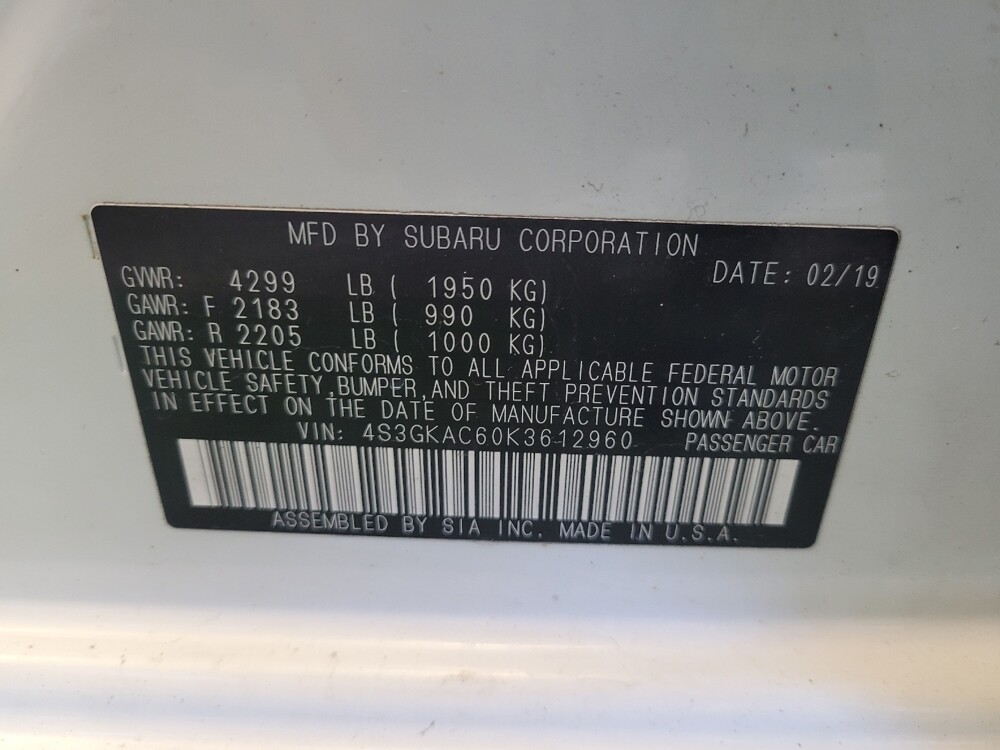 MFD BY SUBARU CORPORATION
DATE: 02/19
GVWR: 4299 LB ( 1950 KG)
GAWR: F 2183 LB ( 990 KG)
GAWR: R 2205 LB ( 1000 KG)
THIS VEHICLE CONFORMS TO ALL APPLICABLE FEDERAL MOTOR
VEHICLE SAFETY,BUMPER,AND THEFT PREVENTION STANDARDS
IN EFFECT ON THE DATE OF MANUFACTURE SHOWN ABOVE.
VIN: 4S3GKAC60K3612960 PASSENGER CAR
ASSEMBLED BY SIA INC. MADE IN U.S.A.